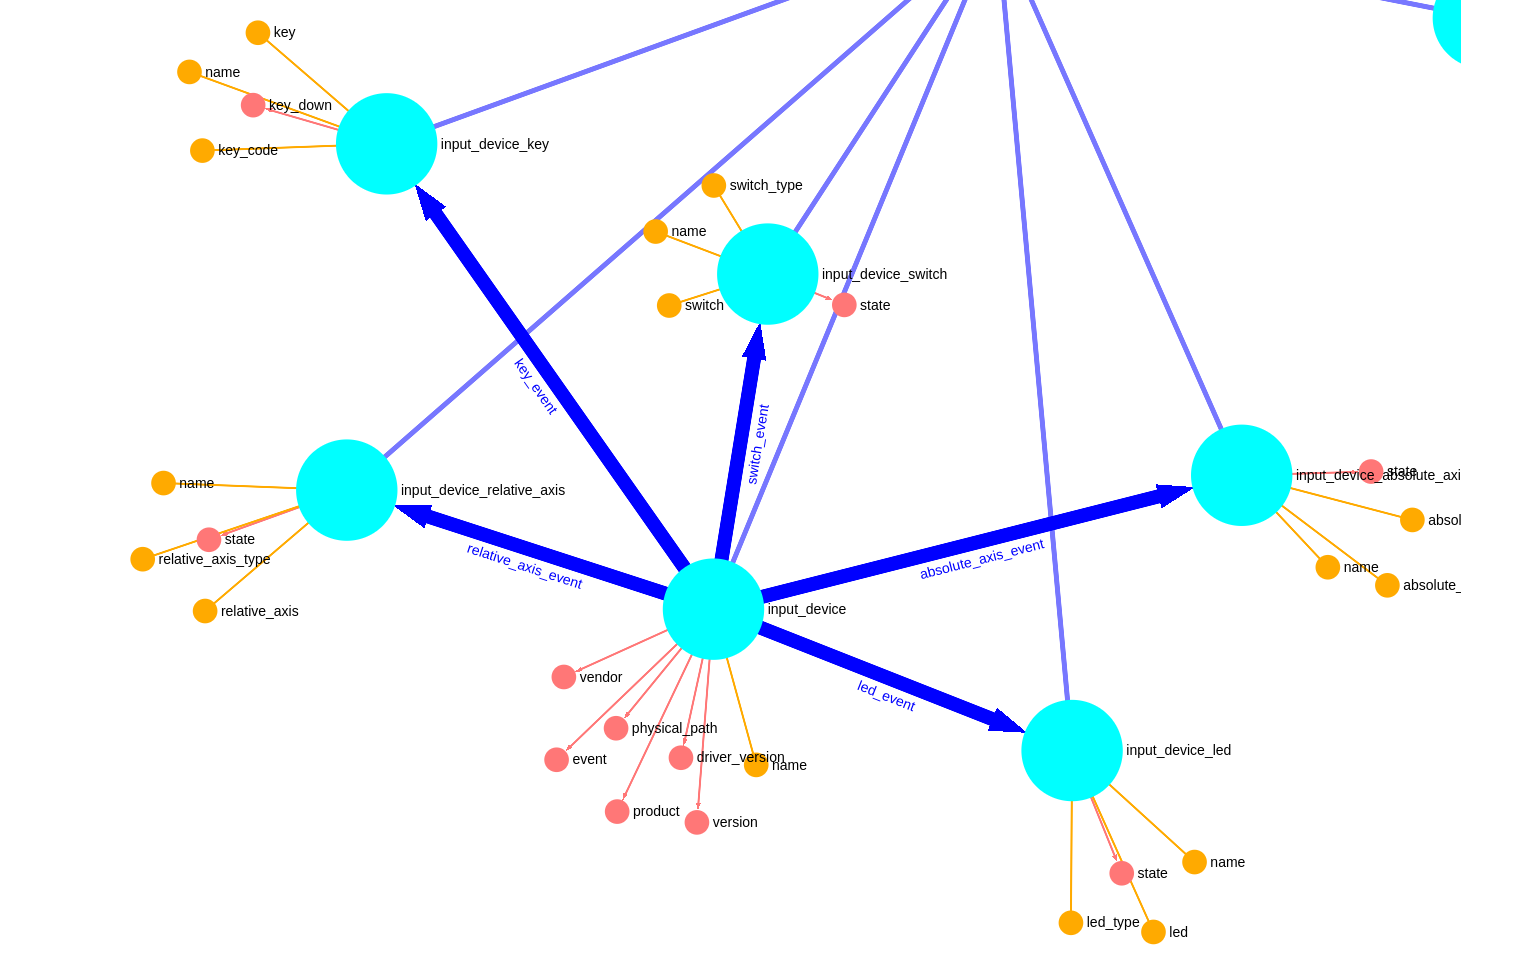 key
name
key_down
input_device_key
key_code
switch_type
name
input_device_switch
switch
state
key_event
switch_event
name
input_device_relative_axis
state
input_device_absolute_axi
absol
state
relative_axis_type
relative_axis_event
absolute_axis_event
name
absolute_
relative_axis
input_device
vendor
led_event
physical_path
event
driver_version
name
input_device_led
product
version
name
state
led_type
led